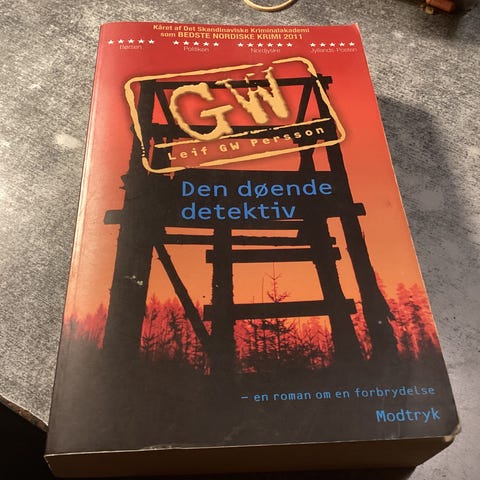 Kåret af Det Skandinaviske Kriminalakademi
som BEDSTE NORDISKE KRIMI 2011
Børsen Politiken Nordjyske Jyllands-Posten
GW
Leif GW Persson
Den døende
detektiv
– en roman om en forbrydelse
Modtryk